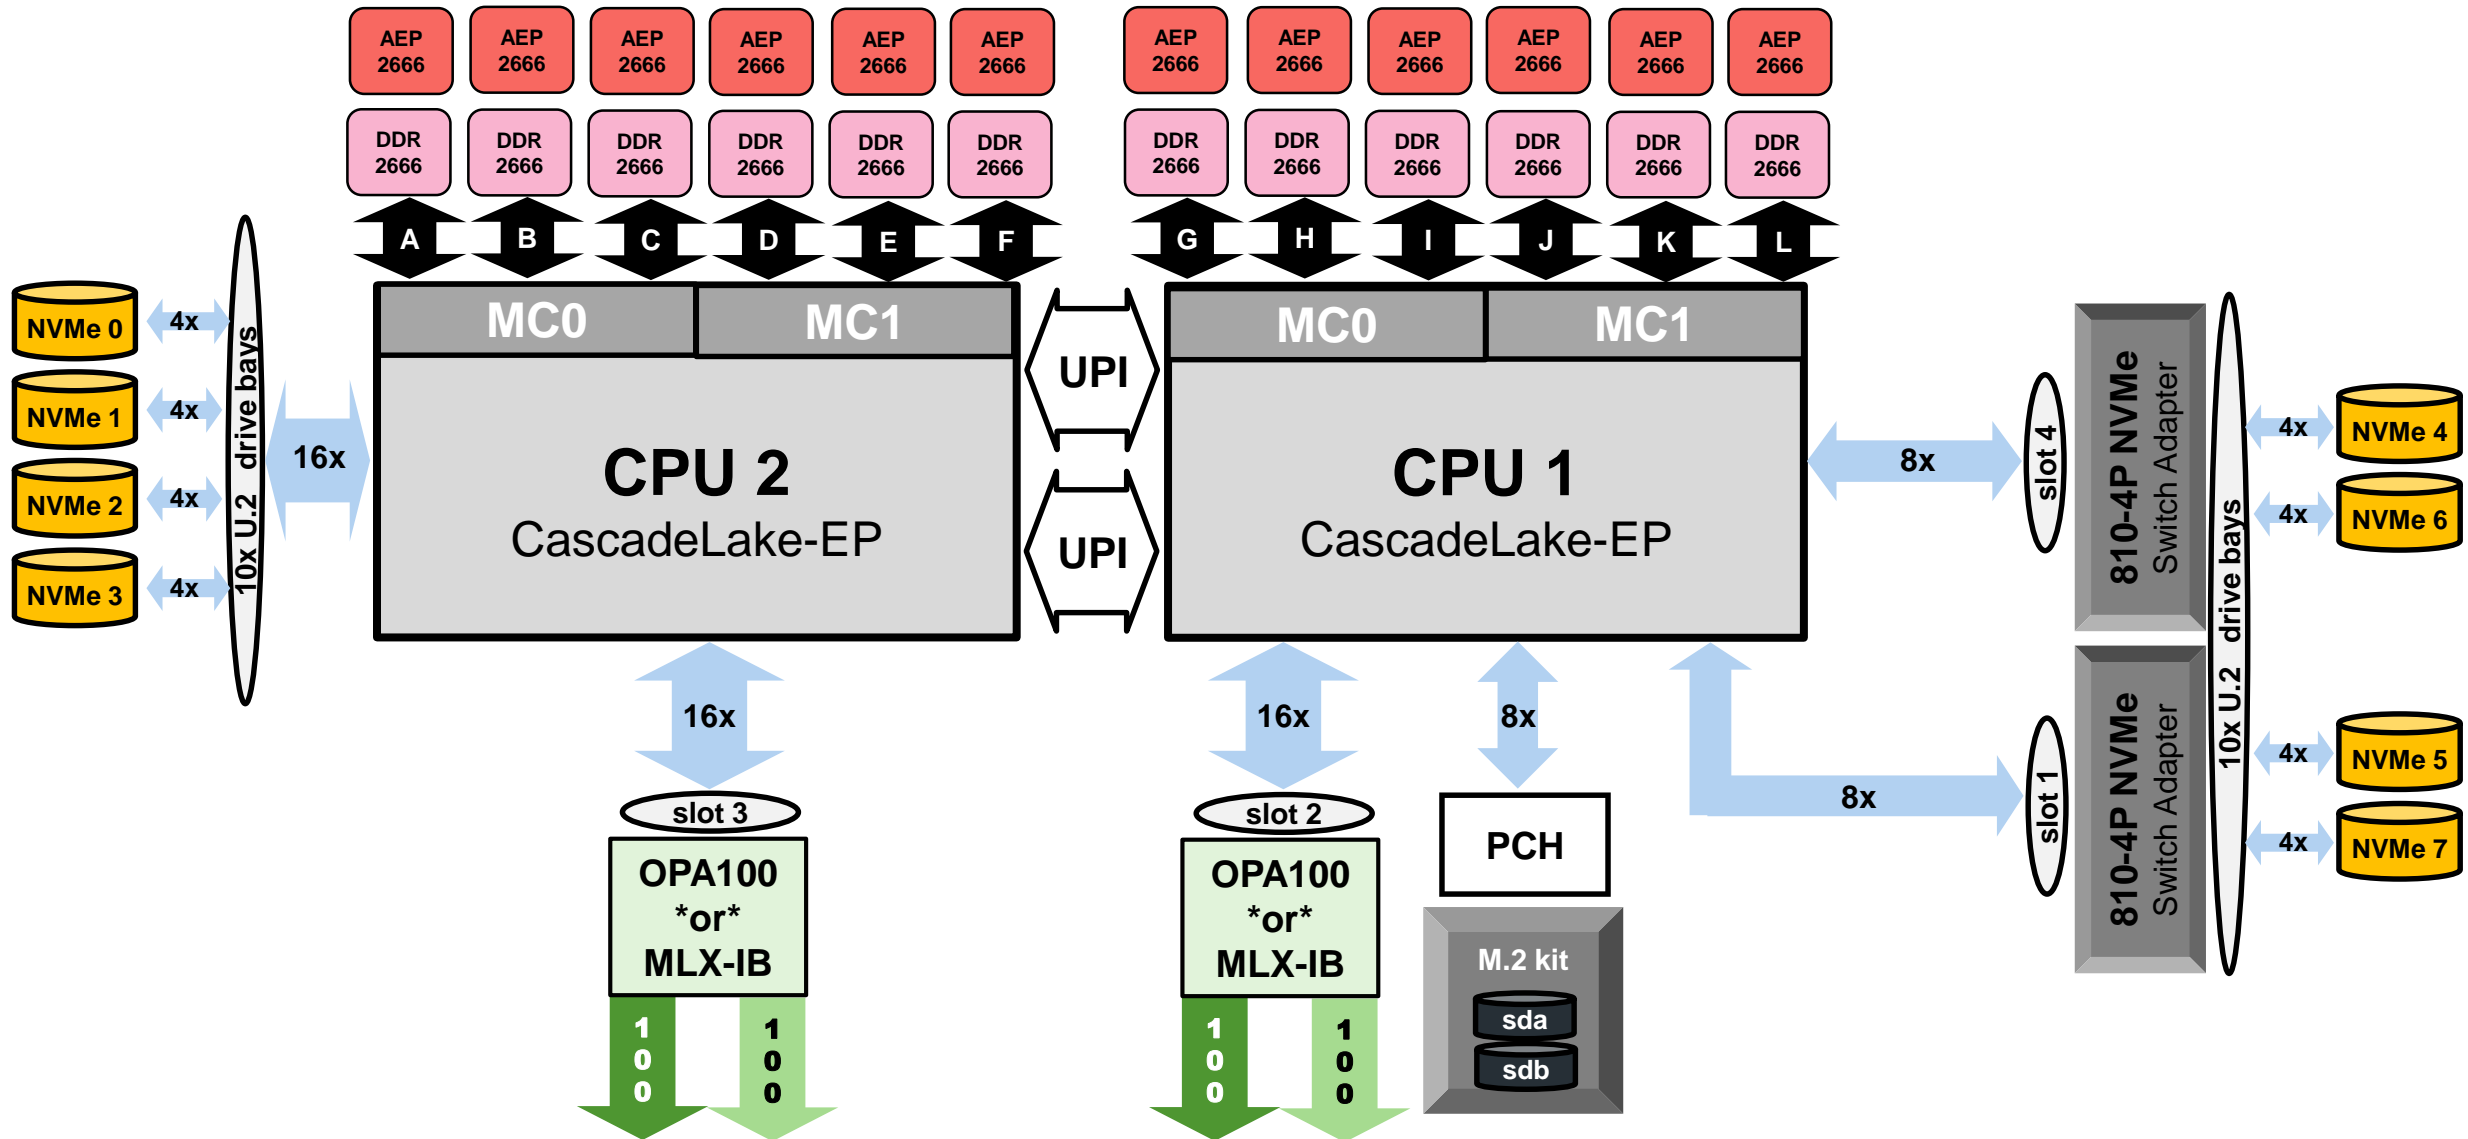 AEP
2666
AEP
2666
AEP
2666
AEP
2666
AEP
2666
AEP
2666
AEP
2666
AEP
2666
AEP
2666
AEP
2666
AEP
2666
AEP
2666
DDR
2666
DDR
2666
DDR
2666
DDR
2666
DDR
2666
DDR
2666
DDR
2666
DDR
2666
DDR
2666
DDR
2666
DDR
2666
DDR
2666
A
B
C
D
E
F
G
H
I
J
K
L
NVMe 0
4x
NVMe 1
4x
NVMe 2
4x
NVMe 3
4x
10x U.2 drive bays
16x
MC0
MC1
CPU 2
CascadeLake-EP
UPI
UPI
MC0
MC1
CPU 1
CascadeLake-EP
8x
slot 4
810-4P NVMe
Switch Adapter
8x
slot 1
810-4P NVMe
Switch Adapter
10x U.2 drive bays
4x
NVMe 4
4x
NVMe 6
4x
NVMe 5
4x
NVMe 7
16x
slot 3
OPA100
*or*
MLX-IB
100
100
16x
slot 2
OPA100
*or*
MLX-IB
100
100
8x
PCH
M.2 kit
sda
sdb